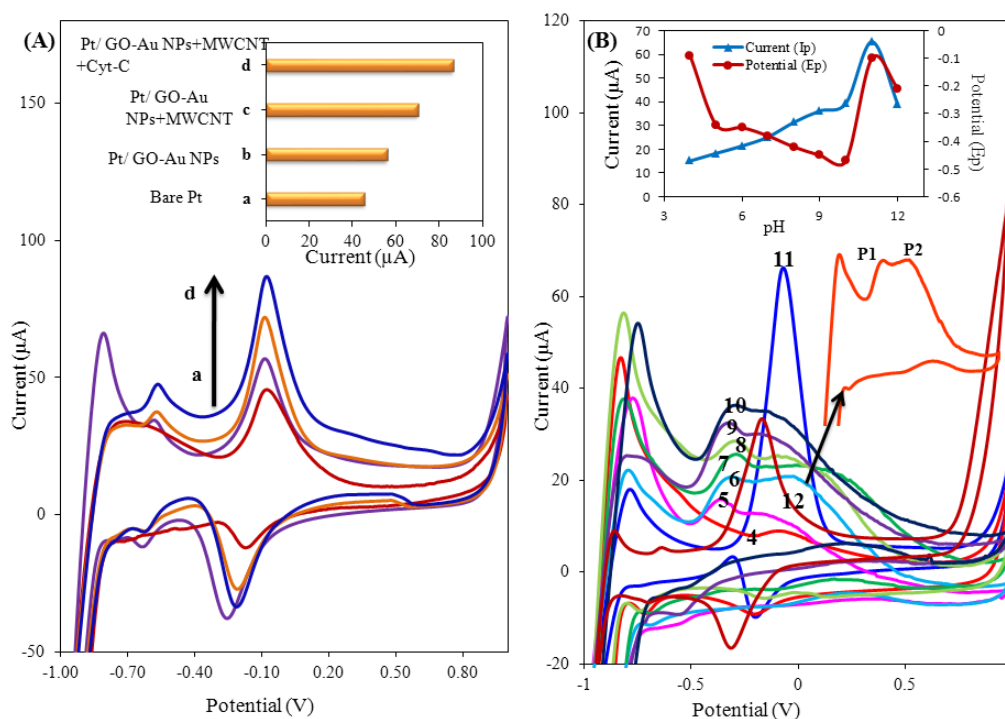 (A)
Pt/ GO-Au NPs+MWCNT
+Cyt-C
d
Pt/ GO-Au
NPs+MWCNT
c
Pt/ GO-Au NPs
b
Bare Pt
a
0 20 40 60 80 100
Current (µA)
150
100
50
0
-50
Current (µA)
d
a
-1.00 -0.70 -0.40 -0.10 0.20 0.50 0.80
Potential (V)
(B)
120
100
80
60
40
20
0
-20
Current (µA)
Current (Ip)
Potential (Ep)
70
60
50
40
30
20
10
0
Current (µA)
0
-0.1
-0.2
-0.3
-0.4
-0.5
-0.6
Potential (Ep)
3 6 9 12
pH
11
P1 P2
10
9
8
7
6
5
12
4
-1 -0.5 0 0.5
Potential (V)